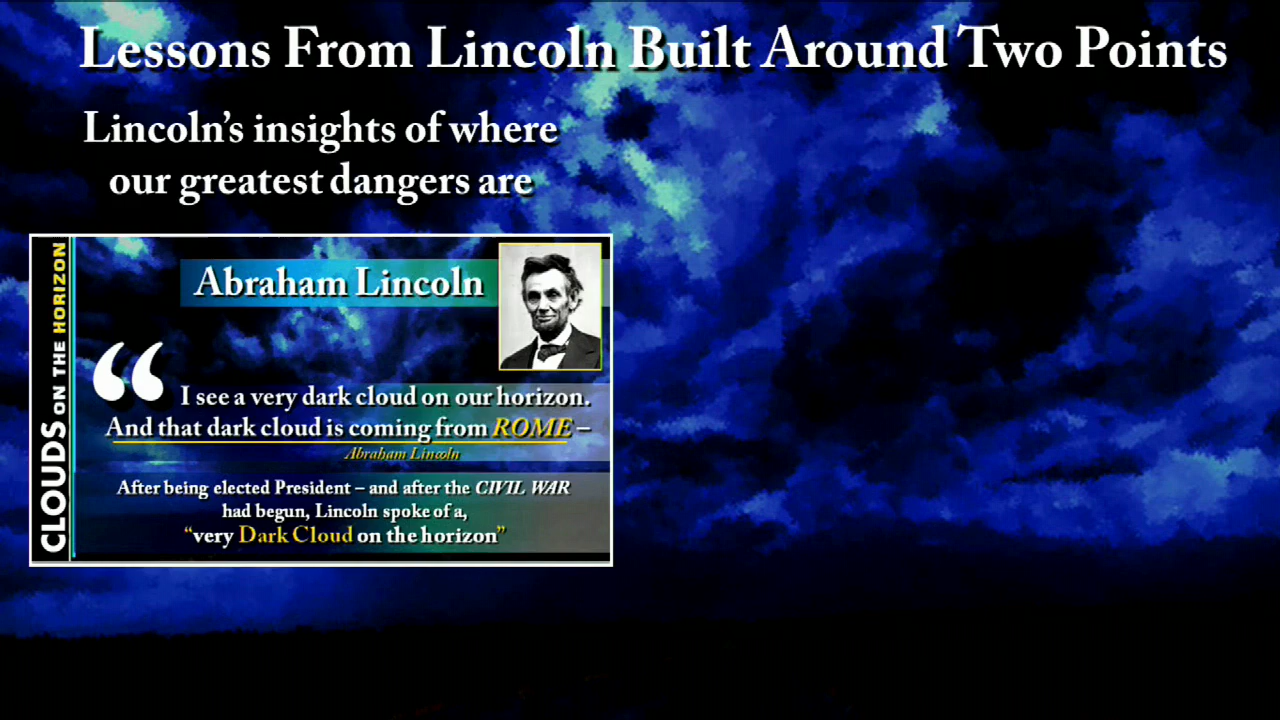 Lessons From Lincoln Built Around Two Points
Lincoln's insights of where
our greatest dangers are
CLOUDS ON THE HORIZON
Abraham Lincoln
“ I see a very dark cloud on our horizon.
And that dark cloud is coming from ROME –
Abraham Lincoln
After being elected President – and after the CIVIL WAR
had begun, Lincoln spoke of a,
“very Dark Cloud on the horizon”